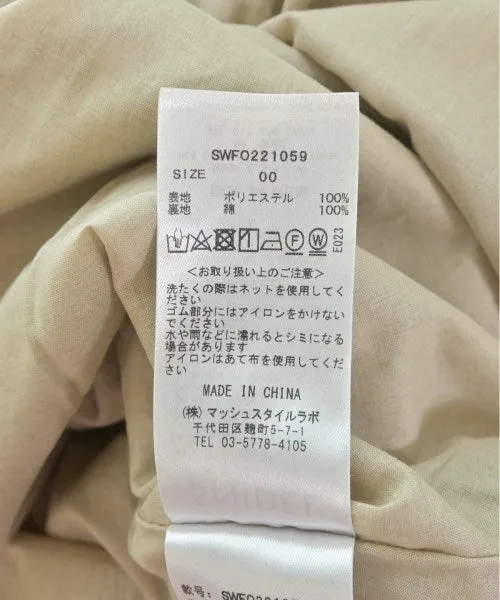 SWFO221059
SIZE 00
表地 ポリエステル 100%
裏地 綿 100%
F W E023
<お取り扱い上のご注意>
洗たくの際はネットを使用してく
ださい
ゴム部分にはアイロンをかけない
でください
水や雨などに濡れるとシミになる
場合があります
アイロンはあて布を使用してくだ
さい
MADE IN CHINA
(株)マッシュスタイルラボ
千代田区麹町5-7-1
TEL 03-5778-4105
款号: